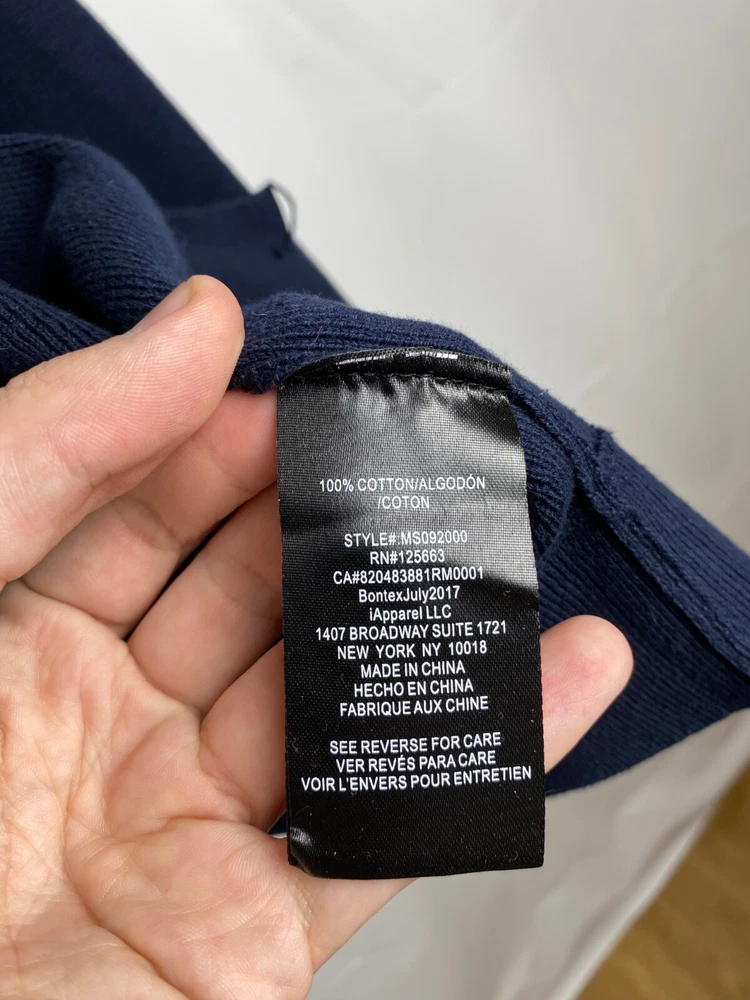 100% COTTON/ALGODÓN
/COTON
STYLE#:MS092000
RN#125663
CA#820483881RM0001
BontexJuly2017
iApparel LLC
1407 BROADWAY SUITE 1721
NEW YORK NY 10018
MADE IN CHINA
HECHO EN CHINA
FABRIQUE AUX CHINE
SEE REVERSE FOR CARE
VER REVÉS PARA CARE
VOIR L'ENVERS POUR ENTRETIEN